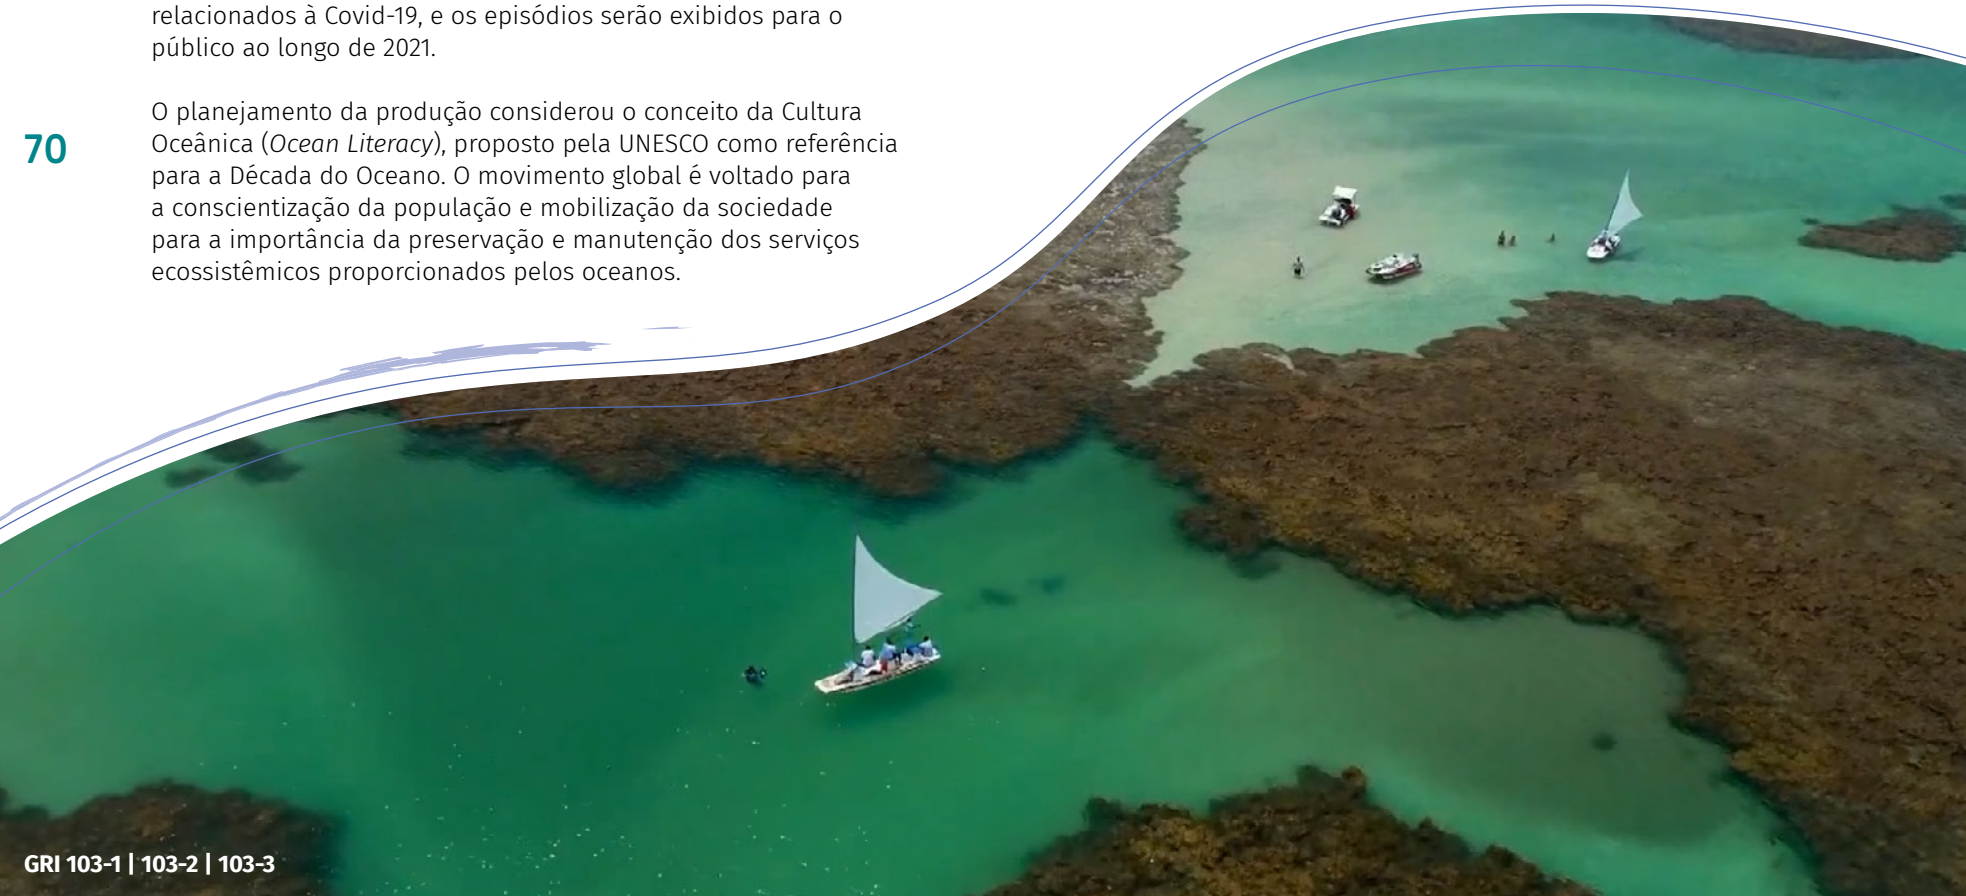 relacionados à Covid-19, e os episódios serão exibidos para o
público ao longo de 2021.
70
O planejamento da produção considerou o conceito da Cultura
Oceânica (Ocean Literacy), proposto pela UNESCO como referência
para a Década do Oceano. O movimento global é voltado para
a conscientização da população e mobilização da sociedade
para a importância da preservação e manutenção dos serviços
ecossistêmicos proporcionados pelos oceanos.
GRI 103-1 | 103-2 | 103-3